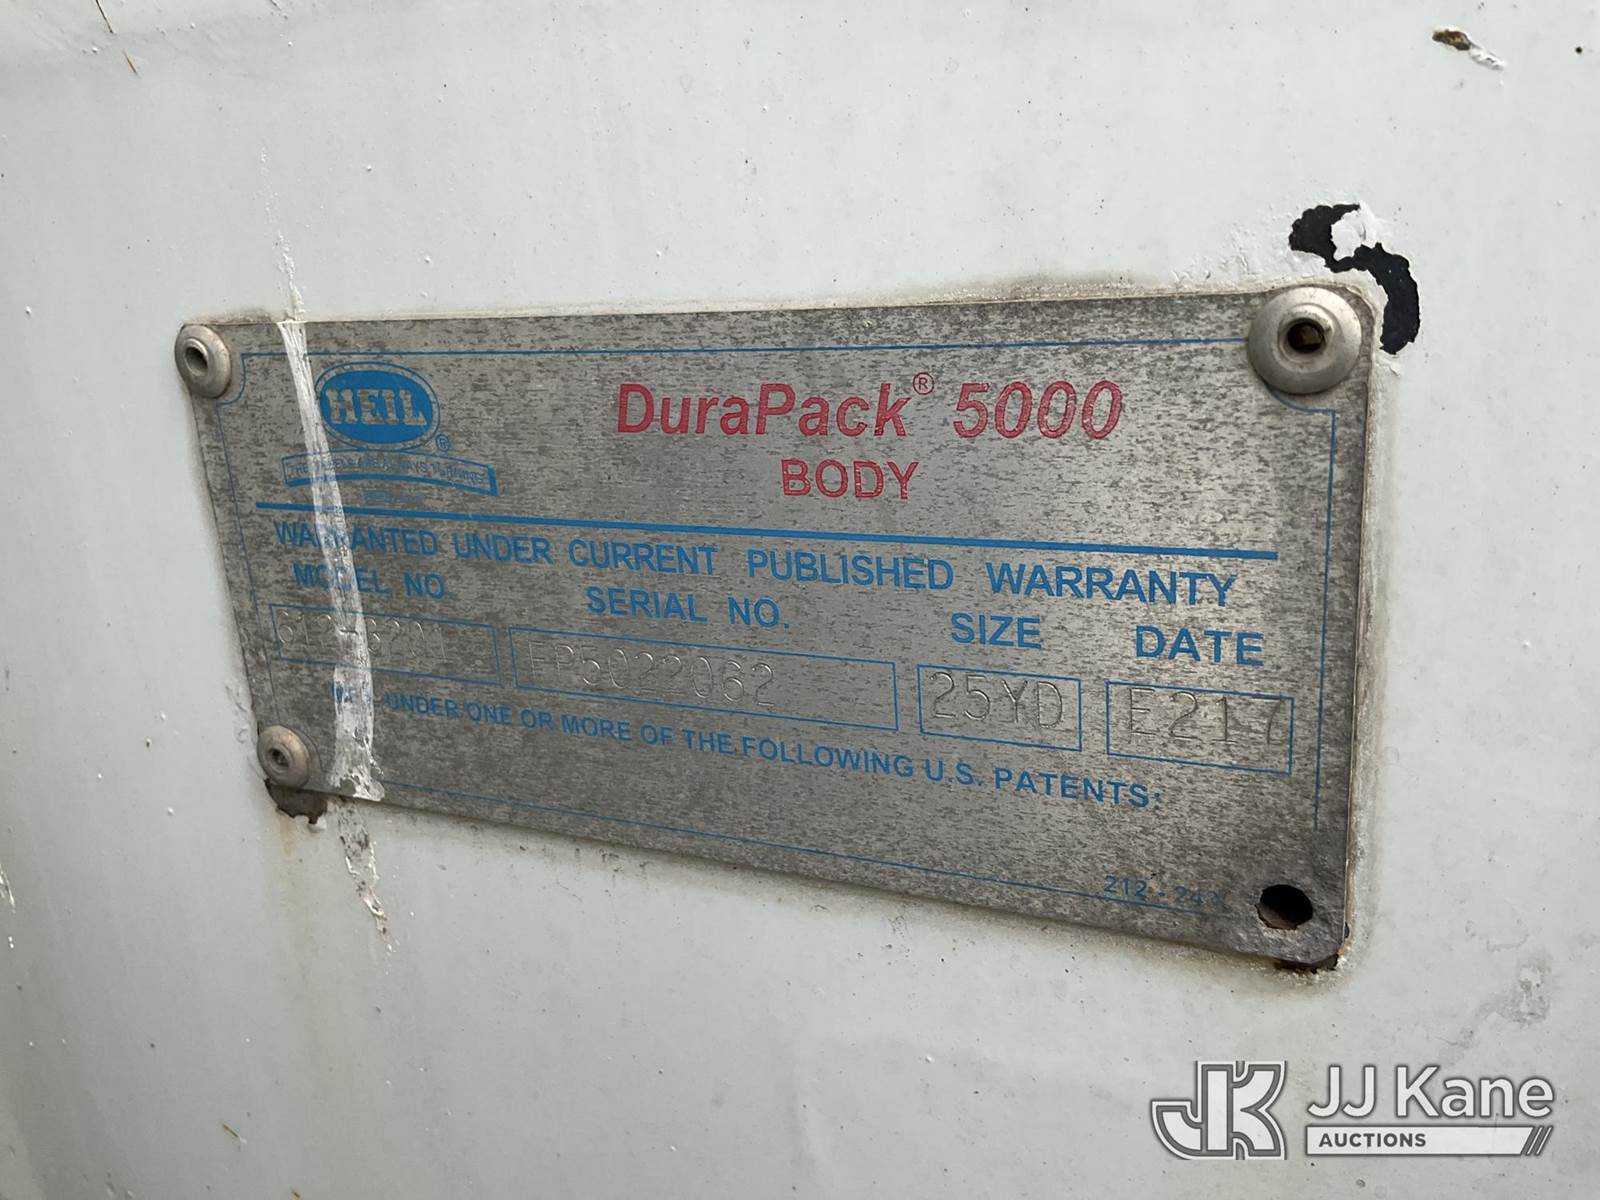 HEIL
®
DuraPack® 5000
BODY
WARRANTED UNDER CURRENT PUBLISHED WARRANTY
MODEL NO. SERIAL NO. SIZE DATE
FP5022062 25YD E217
UNDER ONE OR MORE OF THE FOLLOWING U.S. PATENTS:
JJ Kane
AUCTIONS